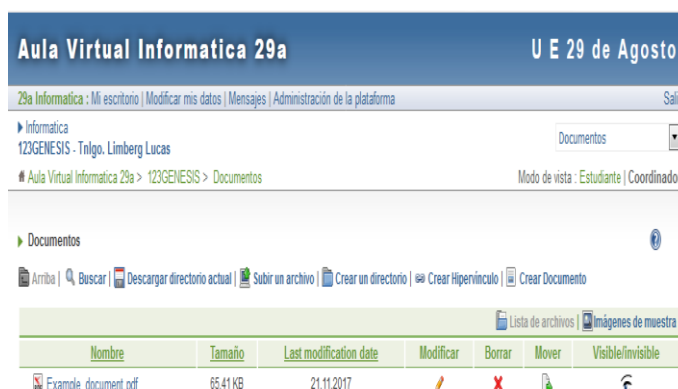 Aula Virtual Informatica 29a U E 29 de Agosto
29a Informatica : Mi escritorio | Modificar mis datos | Mensajes | Administración de la plataforma Sali
Informatica
123GENESIS - Tnlgo. Limberg Lucas Documentos
Aula Virtual Informatica 29a > 123GENESIS > Documentos Modo de vista : Estudiante | Coordinado
Documentos
Arriba | Buscar | Descargar directorio actual | Subir un archivo | Crear un directorio | Crear Hipervínculo | Crear Documento
Lista de archivos | Imágenes de muestra
Nombre Tamaño Last modification date Modificar Borrar Mover Visible/invisible
Example_document.pdf 65.41 KB 21.11.2017